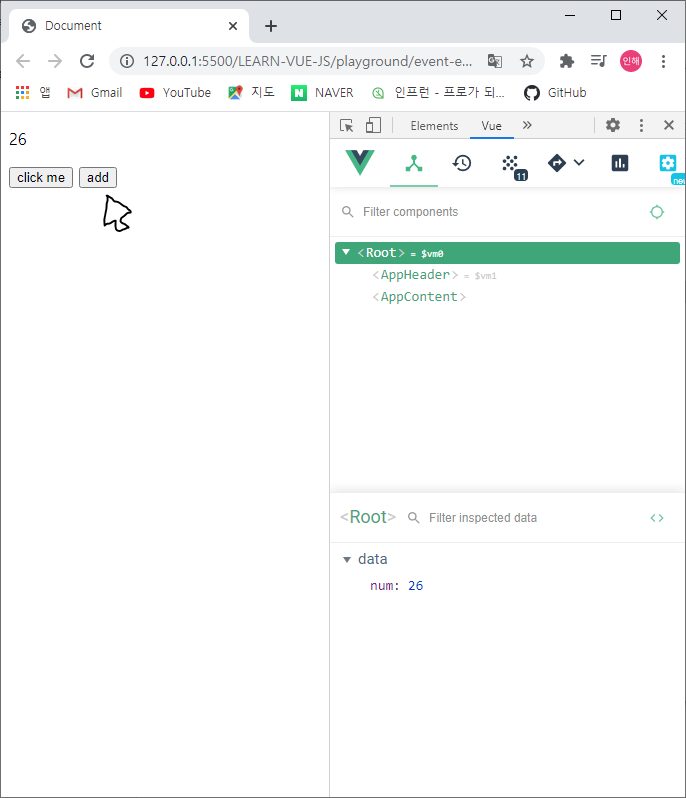 Document
127.0.0.1:5500/LEARN-VUE-JS/playground/event-e...
인해
앱 Gmail YouTube 지도 NAVER 인프런 - 프로가 되... GitHub
26
click me add
Elements Vue
11
new
Filter components
<Root> = $vm0
<AppHeader> = $vm1
<AppContent>
<Root> Filter inspected data
data
num: 26